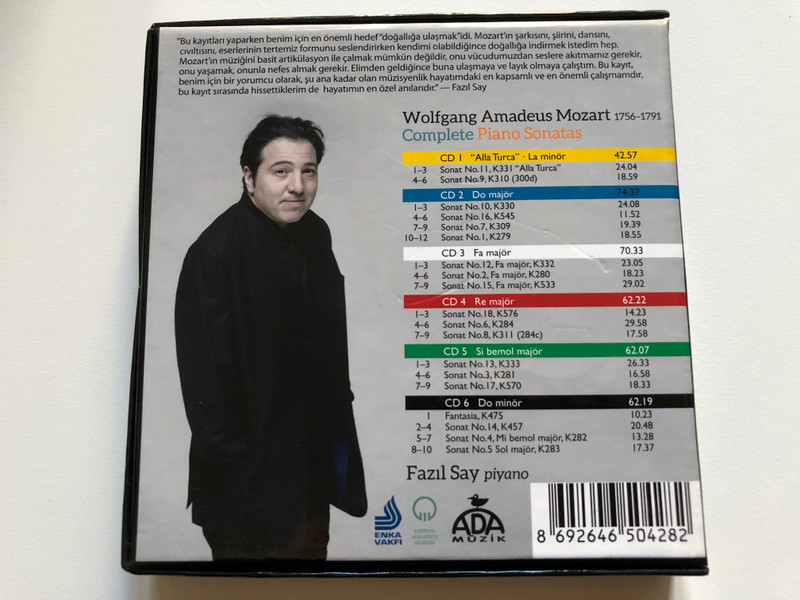 "Bu kayıtları yaparken benim için en önemli hedef "doğallığa ulaşmak"idi. Mozart'ın şarkısını, şiirini, dansını,
cıvıltısını, eserlerinin tertemiz formunu seslendirirken kendimi olabildiğince doğallığa indirmek istedim hep.
Mozart'ın müziğini basit artikülasyon ile çalmak mümkün değildir, onu vücudumuzdan seslere akıtmamız gerekir,
onu yaşamak, onunla nefes almak gerekir. Elimden geldiğince buna ulaşmaya ve layık olmaya çalıştım. Bu kayıt,
benim için bir yorumcu olarak, şu ana kadar olan müzisyenlik hayatımdaki en kapsamlı ve en önemli çalışmamdır,
bu kayıt sırasında hissettiklerim de hayatımın en özel anılarıdır." — Fazıl Say
Wolfgang Amadeus Mozart 1756–1791
Complete Piano Sonatas
CD 1 "Alla Turca" · La minör 42.57
1–3 Sonat No.11, K331 "Alla Turca" 24.04
4–6 Sonat No.9, K310 (300d) 18.59
CD 2 Do majör 74.37
1–3 Sonat No.10, K330 24.08
4–6 Sonat No.16, K545 11.52
7–9 Sonat No.7, K309 19.39
10–12 Sonat No.1, K279 18.55
CD 3 Fa majör 70.33
1–3 Sonat No.12, Fa majör, K332 23.05
4–6 Sonat No.2, Fa majör, K280 18.23
7–9 Sonat No.15, Fa majör, K533 29.02
CD 4 Re majör 62.22
1–3 Sonat No.18, K576 14.23
4–6 Sonat No.6, K284 29.58
7–9 Sonat No.8, K311 (284c) 17.58
CD 5 Si bemol majör 62.07
1–3 Sonat No.13, K333 26.33
4–6 Sonat No.3, K281 16.58
7–9 Sonat No.17, K570 18.33
CD 6 Do minör 62.19
1 Fantasia, K475 10.23
2–4 Sonat No.14, K457 20.48
5–7 Sonat No.4, Mi bemol majör, K282 13.28
8–10 Sonat No.5 Sol majör, K283 17.37
Fazıl Say piyano
ENKA
VAKFI
ADA
MÜZİK
8 692646 504282